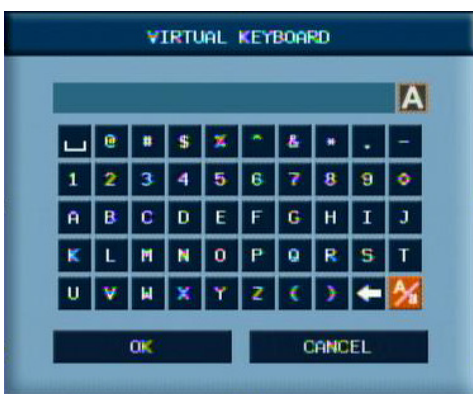 VIRTUAL KEYBOARD
A
@ # $ % ^ & * . -
1 2 3 4 5 6 7 8 9 0
A B C D E F G H I J
K L M N O P Q R S T
U V W X Y Z ( ) ← A/a
OK CANCEL